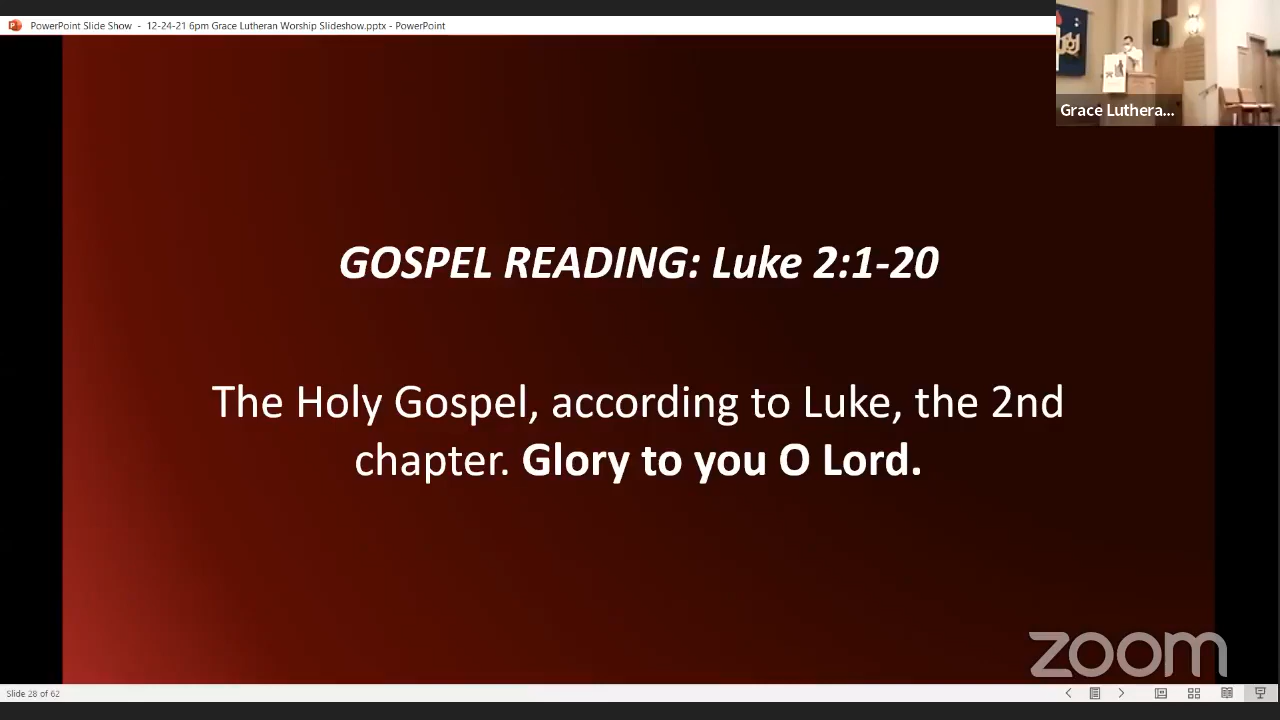 PowerPoint Slide Show - 12-24-21 6pm Grace Lutheran Worship Slideshow.pptx - PowerPoint
Grace Luthera...
GOSPEL READING: Luke 2:1-20
The Holy Gospel, according to Luke, the 2nd
chapter. Glory to you O Lord.
zoom
Slide 28 of 62